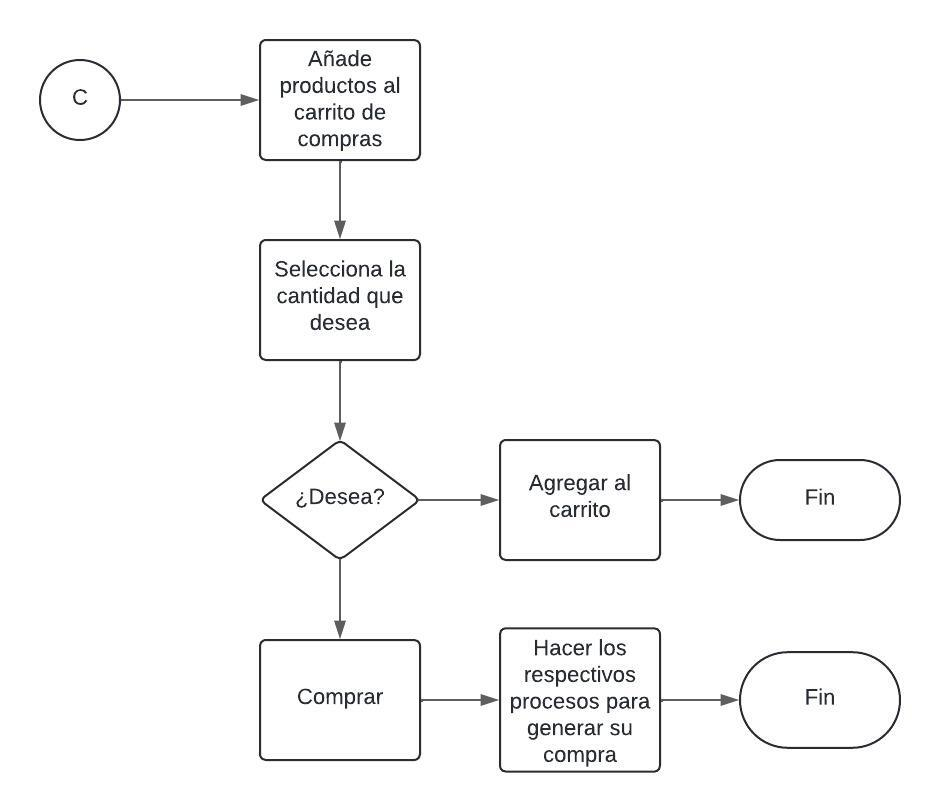 C
Añade
productos al
carrito de
compras
Selecciona la
cantidad que
desea
¿Desea?
Agregar al
carrito
Fin
Comprar
Hacer los
respectivos
procesos para
generar su
compra
Fin